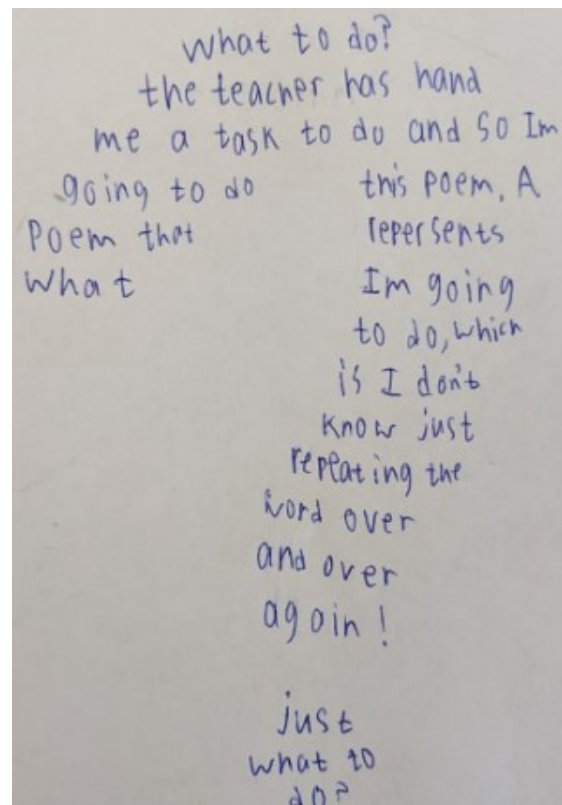 what to do?
the teacher has hand
me a task to do and so Im
going to do this poem. A
Poem that repersents
what Im going
to do, which
is I don't
know just
repeating the
word over
and over
again!
just
what to
do?